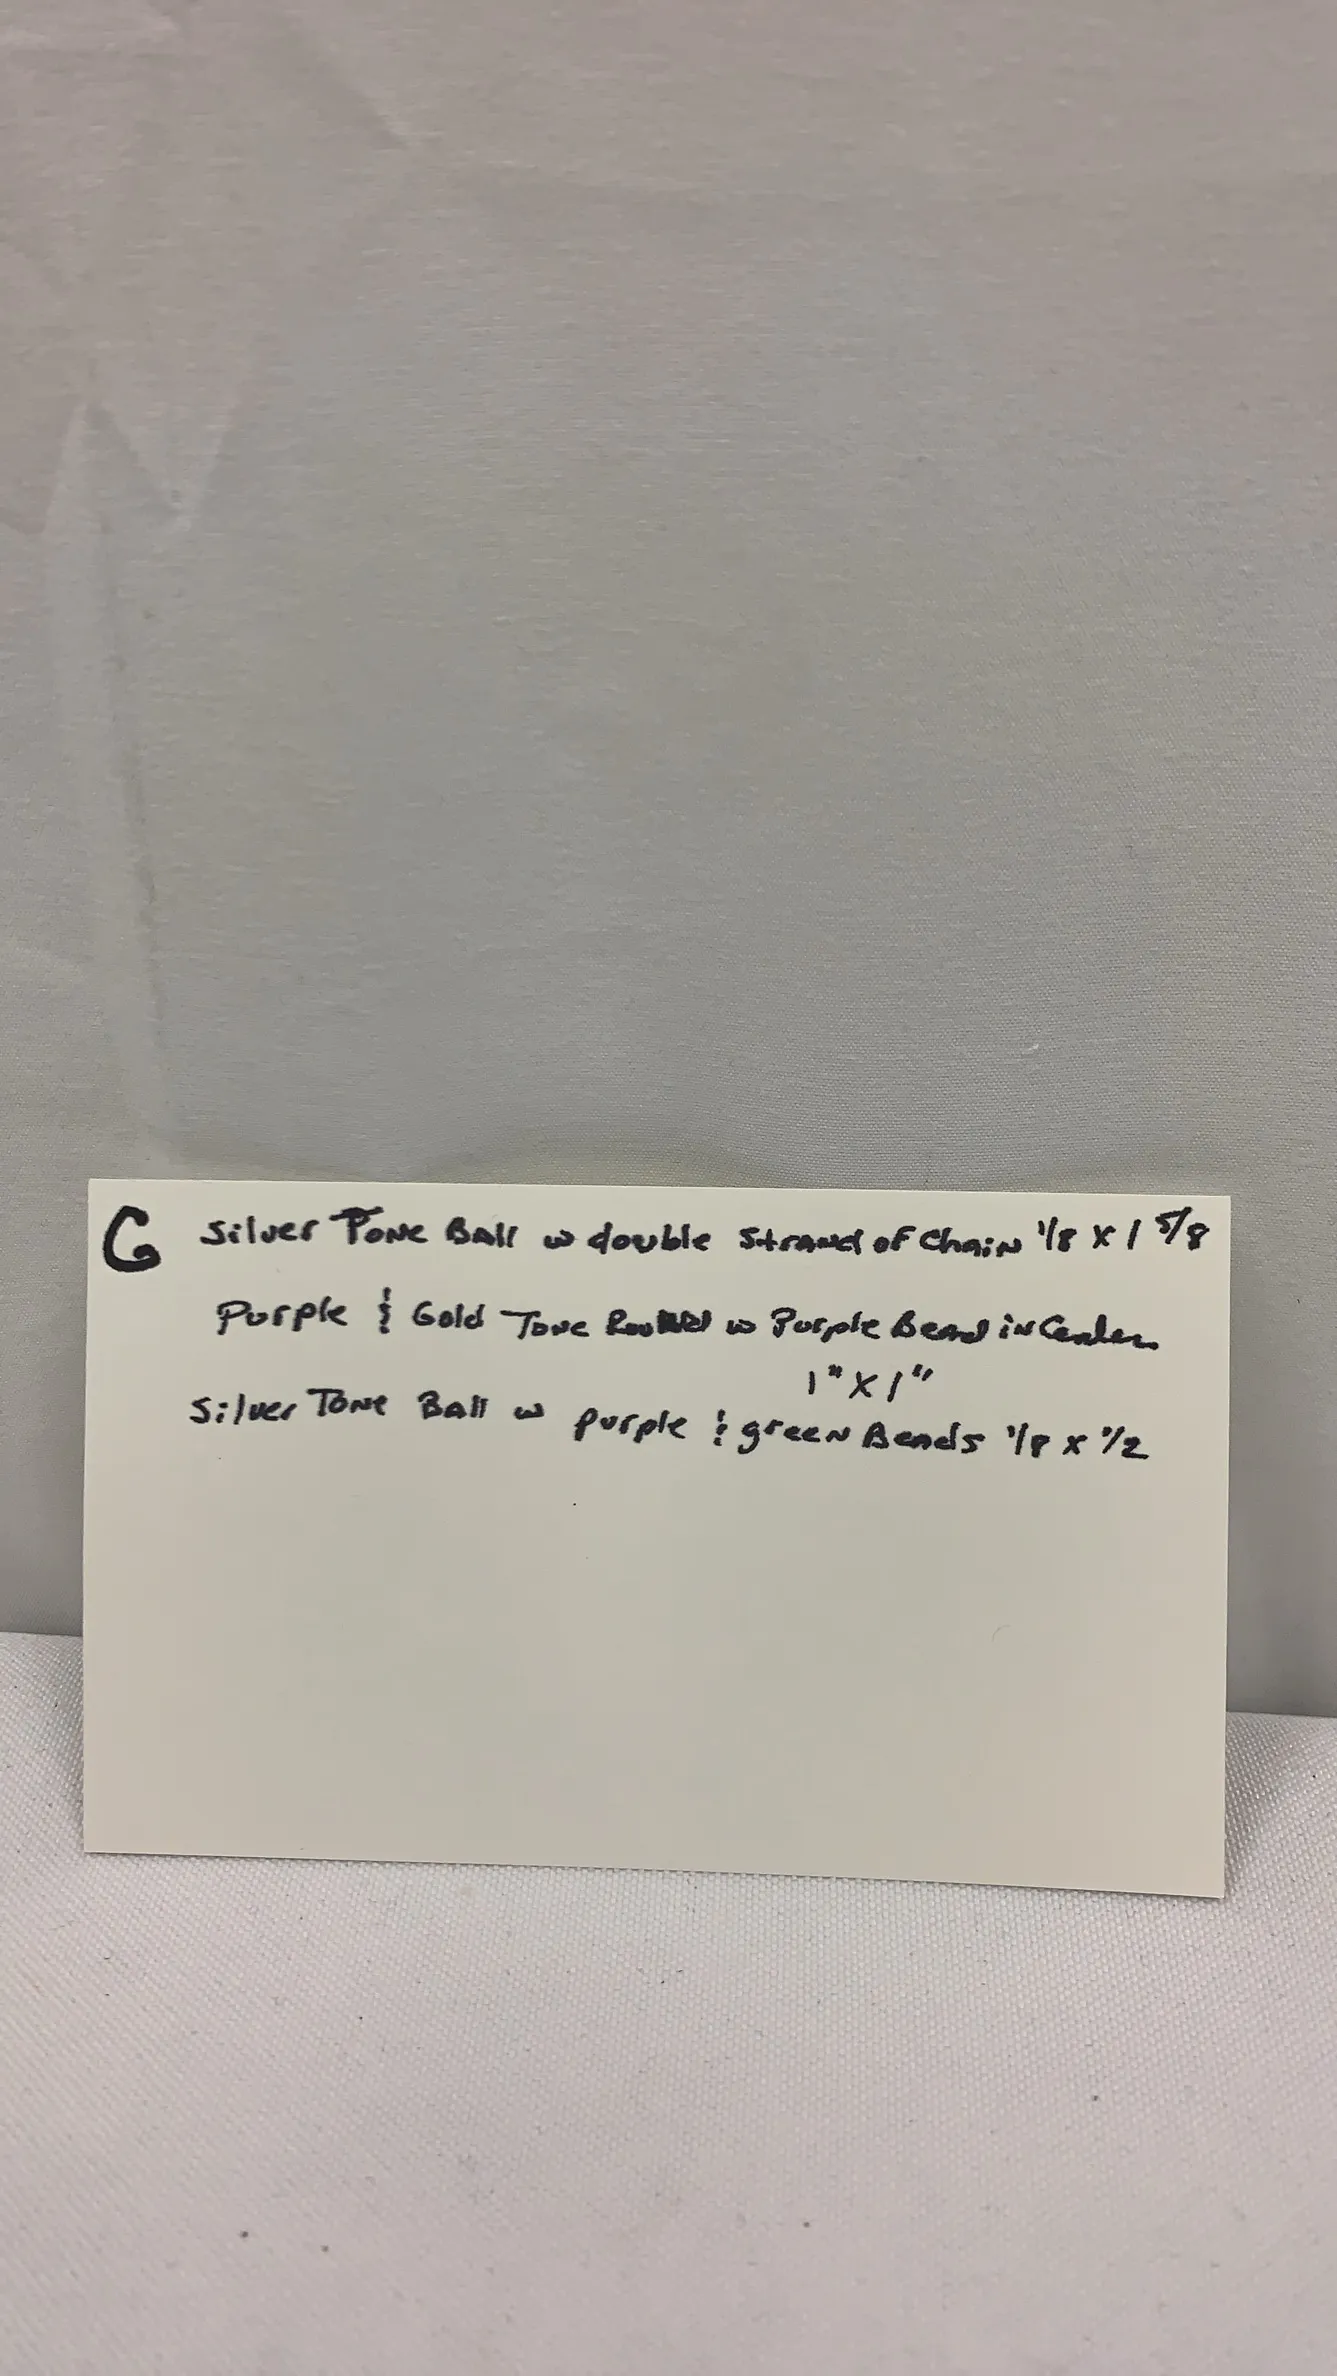 G Silver Tone Ball w double Strand of Chain 1/8 x 1 5/8
Purple & Gold Tone w Purple Bead in Center
1" X 1"
Silver Tone Ball w purple & green Beads 1/8 x 1/2